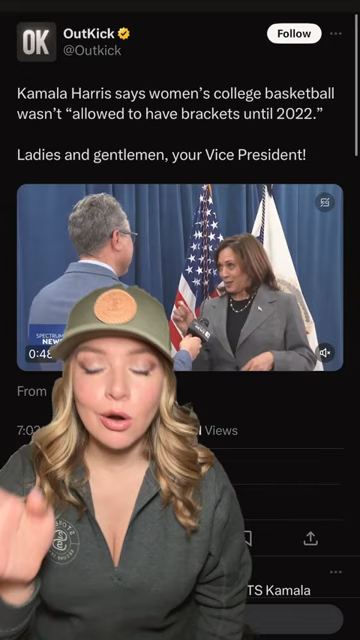 OK
OutKick
@Outkick
Follow
Kamala Harris says women's college basketball
wasn't “allowed to have brackets until 2022.”
Ladies and gentlemen, your Vice President!
SPECTRUM
NEWS
0:48
From
Views
TS Kamala